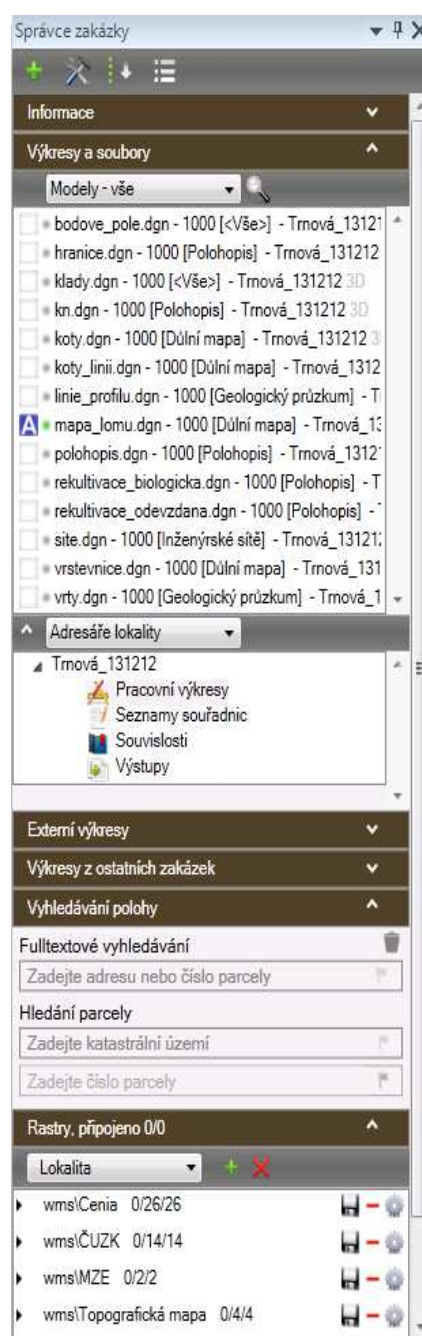 Správce zakázky
Informace
Výkresy a soubory
Modely - vše
bodove_pole.dgn - 1000 [<Vše>] - Trnová_13121
hranice.dgn - 1000 [Polohopis] - Trnová_131212
klady.dgn - 1000 [<Vše>] - Trnová_131212 3D
kn.dgn - 1000 [Polohopis] - Trnová_131212 3D
koty.dgn - 1000 [Důlní mapa] - Trnová_131212 3
koty_linii.dgn - 1000 [Důlní mapa] - Trnová_1312
linie_profilu.dgn - 1000 [Geologický průzkum] - T
A mapa_lomu.dgn - 1000 [Důlní mapa] - Trnová_13
polohopis.dgn - 1000 [Polohopis] - Trnová_1312
rekultivace_biologicka.dgn - 1000 [Polohopis] - T
rekultivace_odevzdana.dgn - 1000 [Polohopis] -
site.dgn - 1000 [Inženýrské sítě] - Trnová_13121
vrstevnice.dgn - 1000 [Důlní mapa] - Trnová_131
vrty.dgn - 1000 [Geologický průzkum] - Trnová_1
Adresáře lokality
Trnová_131212
Pracovní výkresy
Seznamy souřadnic
Souvislosti
Výstupy
Externí výkresy
Výkresy z ostatních zakázek
Vyhledávání polohy
Fulltextové vyhledávání
Zadejte adresu nebo číslo parcely
Hledání parcely
Zadejte katastrální území
Zadejte číslo parcely
Rastry, připojeno 0/0
Lokalita
wms\Cenia 0/26/26
wms\ČUZK 0/14/14
wms\MZE 0/2/2
wms\Topografická mapa 0/4/4